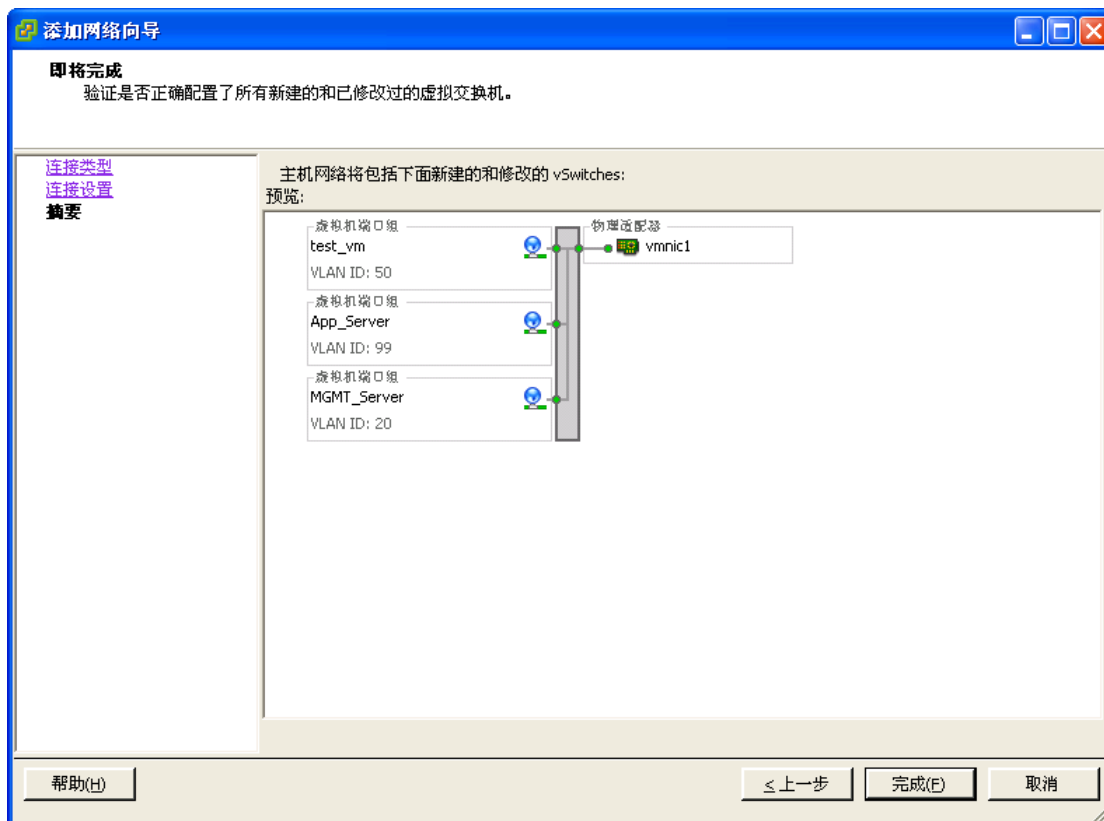 添加网络向导
即将完成
验证是否正确配置了所有新建的和已修改过的虚拟交换机。
连接类型
连接设置
摘要
主机网络将包括下面新建的和修改的 vSwitches:
预览:
虚拟机端口组
test_vm
VLAN ID: 50
虚拟机端口组
App_Server
VLAN ID: 99
虚拟机端口组
MGMT_Server
VLAN ID: 20
物理适配器
vmnic1
帮助(H)
≤上一步
完成(F)
取消